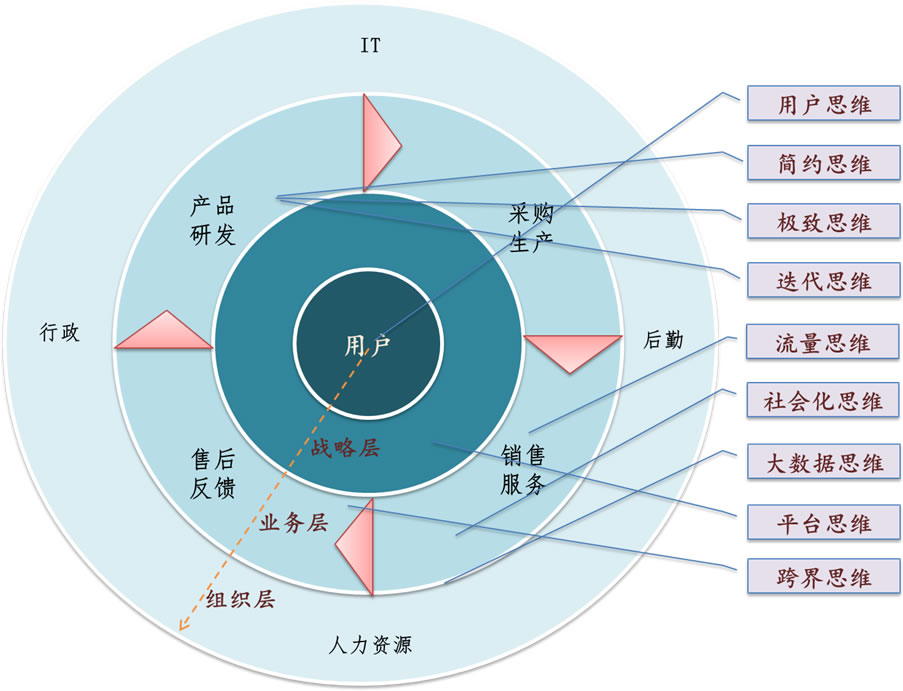 IT
用户思维
简约思维
产品
研发
采购
生产
极致思维
迭代思维
行政
用户
后勤
流量思维
社会化思维
战略层
售后
反馈
销售
服务
大数据思维
业务层
平台思维
跨界思维
组织层
人力资源